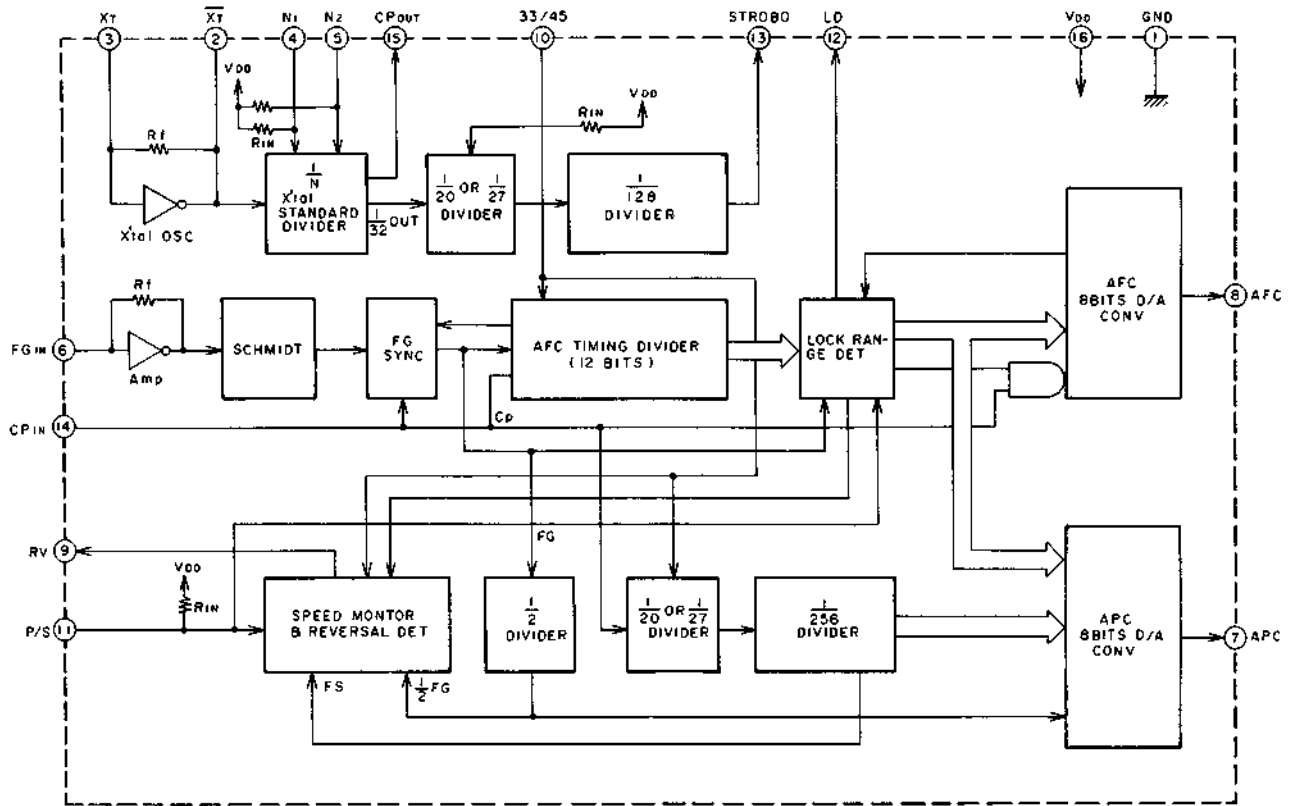 XT X̅T̅ N1 N2 CPOUT 33/45 STROBO LD VDD GND
3 2 4 5 15 10 13 12 16 1
VDD
VDD
RIN
RIN
Rf
1/N
X'tal
STANDARD
DIVIDER
1/32 OUT
1/20 OR 1/27
DIVIDER
1/128
DIVIDER
X'tal OSC
AFC
8BITS D/A
CONV
8 AFC
Rf
FGIN 6
Amp
SCHMIDT
FG
SYNC
AFC TIMING DIVIDER
(12 BITS)
LOCK RAN-
GE DET
CPIN 14
CP
FG
RV 9
VDD
RIN
P/S 11
SPEED MONTOR
& REVERSAL DET
1/2
DIVIDER
1/20 OR 1/27
DIVIDER
1/256
DIVIDER
APC
8BITS D/A
CONV
7 APC
FS
1/2 FG